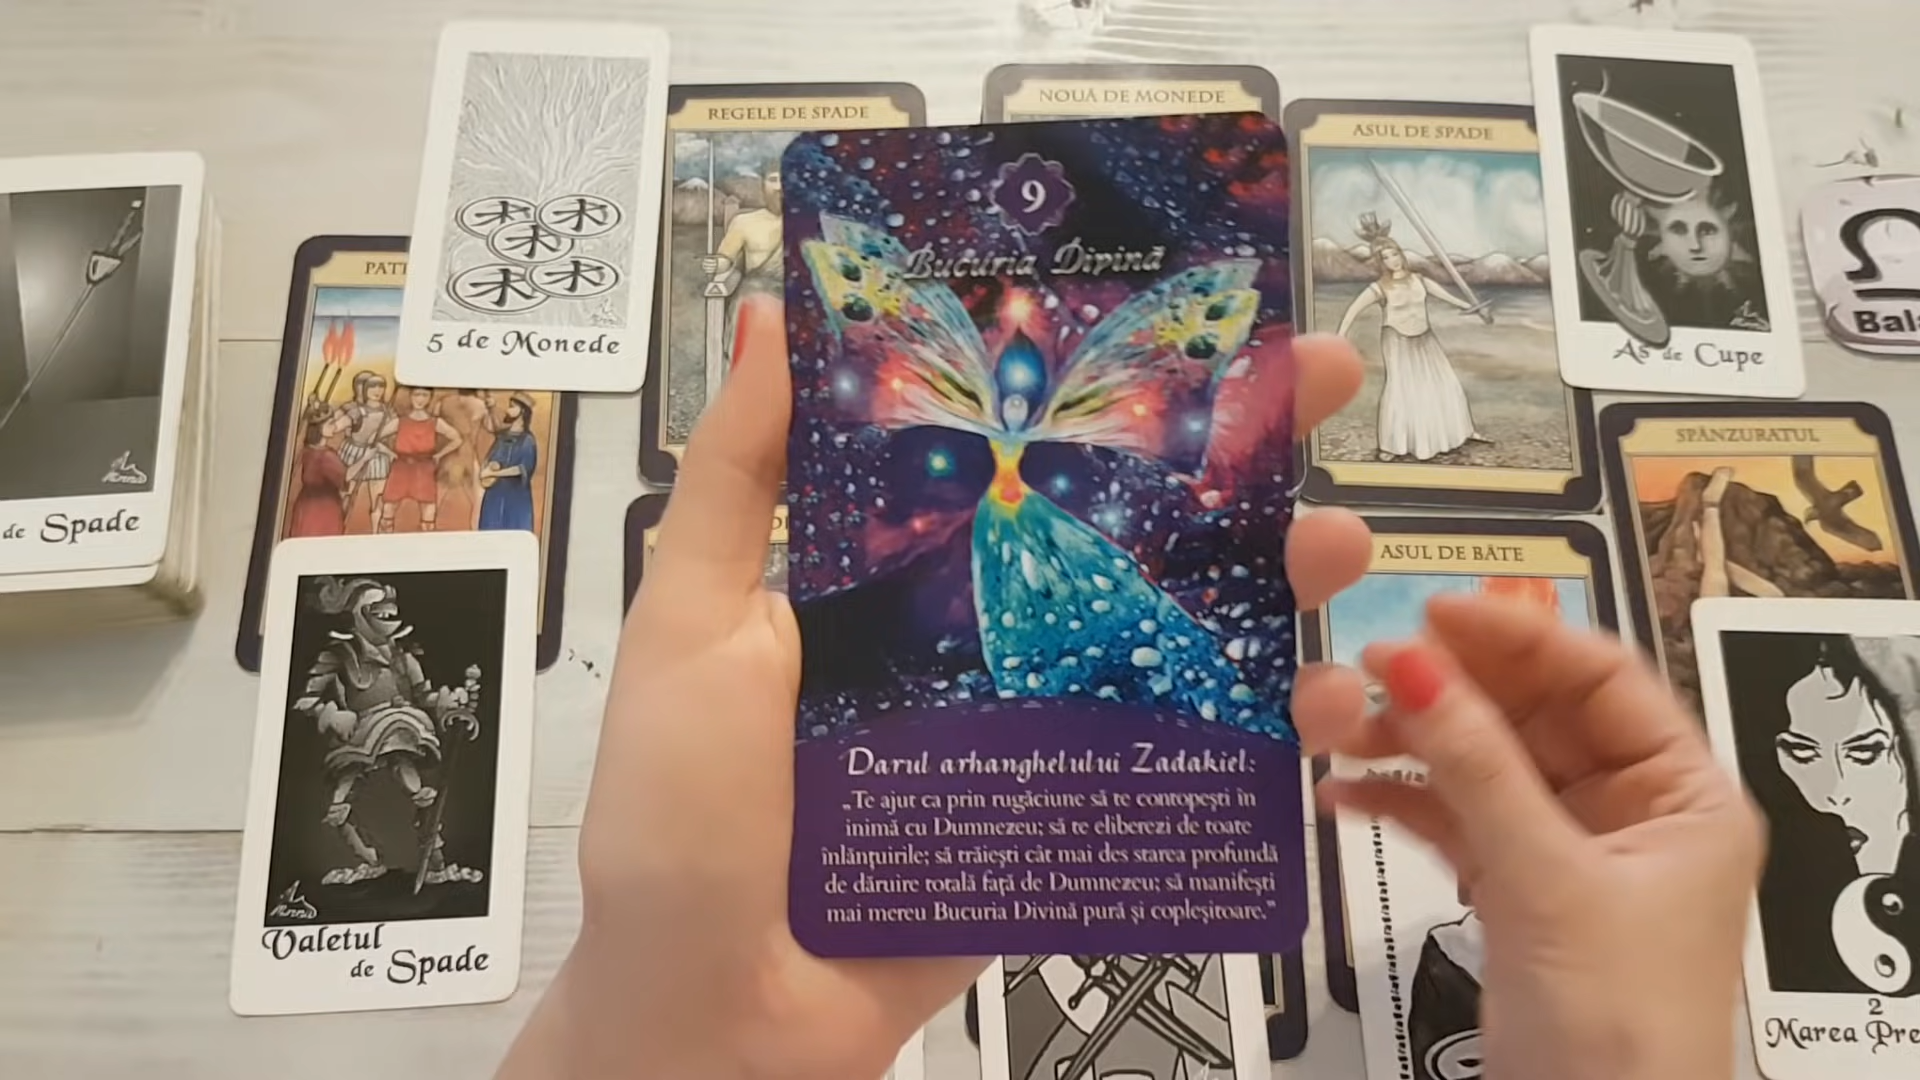 NOUĂ DE MONEDE
REGELE DE SPADE
ASUL DE SPADE
9
Bucuria Divină
5 de Monede
As de Cupe
SPÂNZURATUL
de Spade
ASUL DE BÂTE
Darul arhanghelului Zadakiel:
„Te ajut ca prin rugăciune să te contopești în
inimă cu Dumnezeu; să te eliberezi de toate
înlănțuirile; să trăiești cât mai des starea profundă
de dăruire totală față de Dumnezeu; să manifești
mai mereu Bucuria Divină pură și copleșitoare.”
Valetul
de Spade
2
Marea